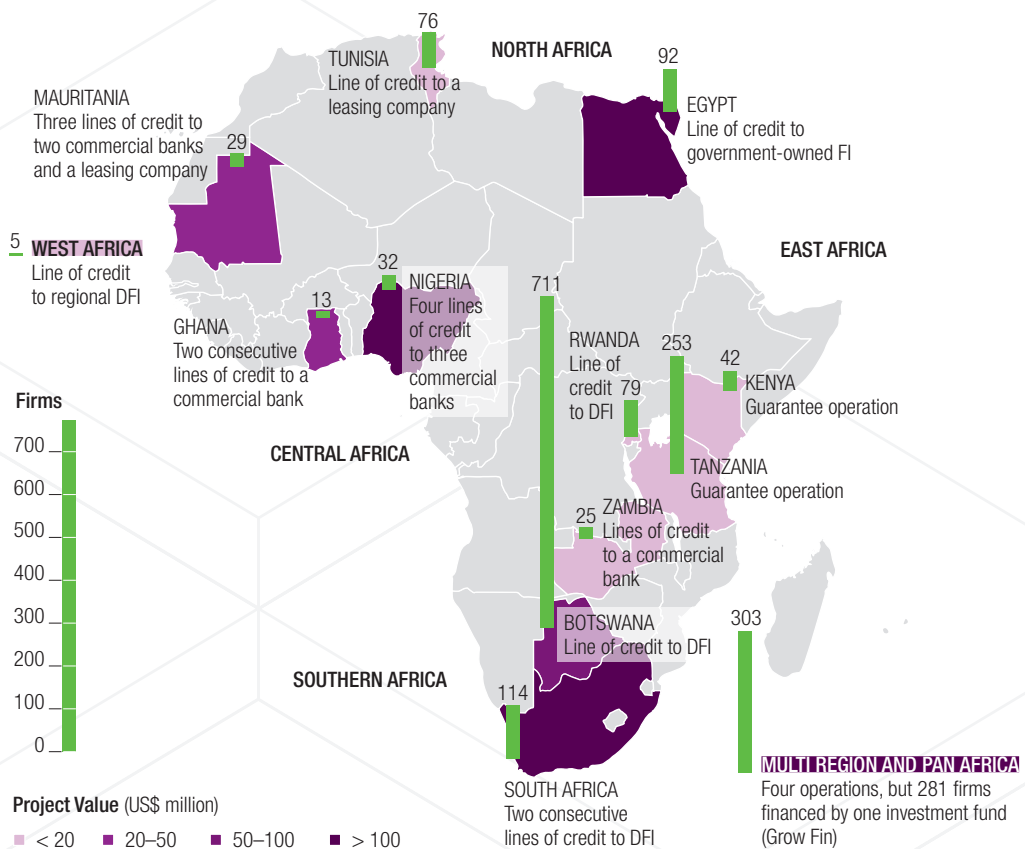 76
TUNISIA
Line of credit to a
leasing company
NORTH AFRICA
92
EGYPT
Line of credit to
government-owned FI
MAURITANIA
Three lines of credit to
two commercial banks
and a leasing company
29
5
WEST AFRICA
Line of credit
to regional DFI
EAST AFRICA
32
NIGERIA
Four lines
of credit
to three
commercial
banks
13
GHANA
Two consecutive
lines of credit to a
commercial bank
711
RWANDA
Line of
credit
to DFI
79
253
42
KENYA
Guarantee operation
TANZANIA
Guarantee operation
CENTRAL AFRICA
25
ZAMBIA
Lines of credit
to a commercial
bank
BOTSWANA
Line of credit to DFI
303
SOUTHERN AFRICA
114
SOUTH AFRICA
Two consecutive
lines of credit to DFI
MULTI REGION AND PAN AFRICA
Four operations, but 281 firms
financed by one investment fund
(Grow Fin)
Firms
700
600
500
400
300
200
100
0
Project Value (US$ million)
< 20
20–50
50–100
> 100